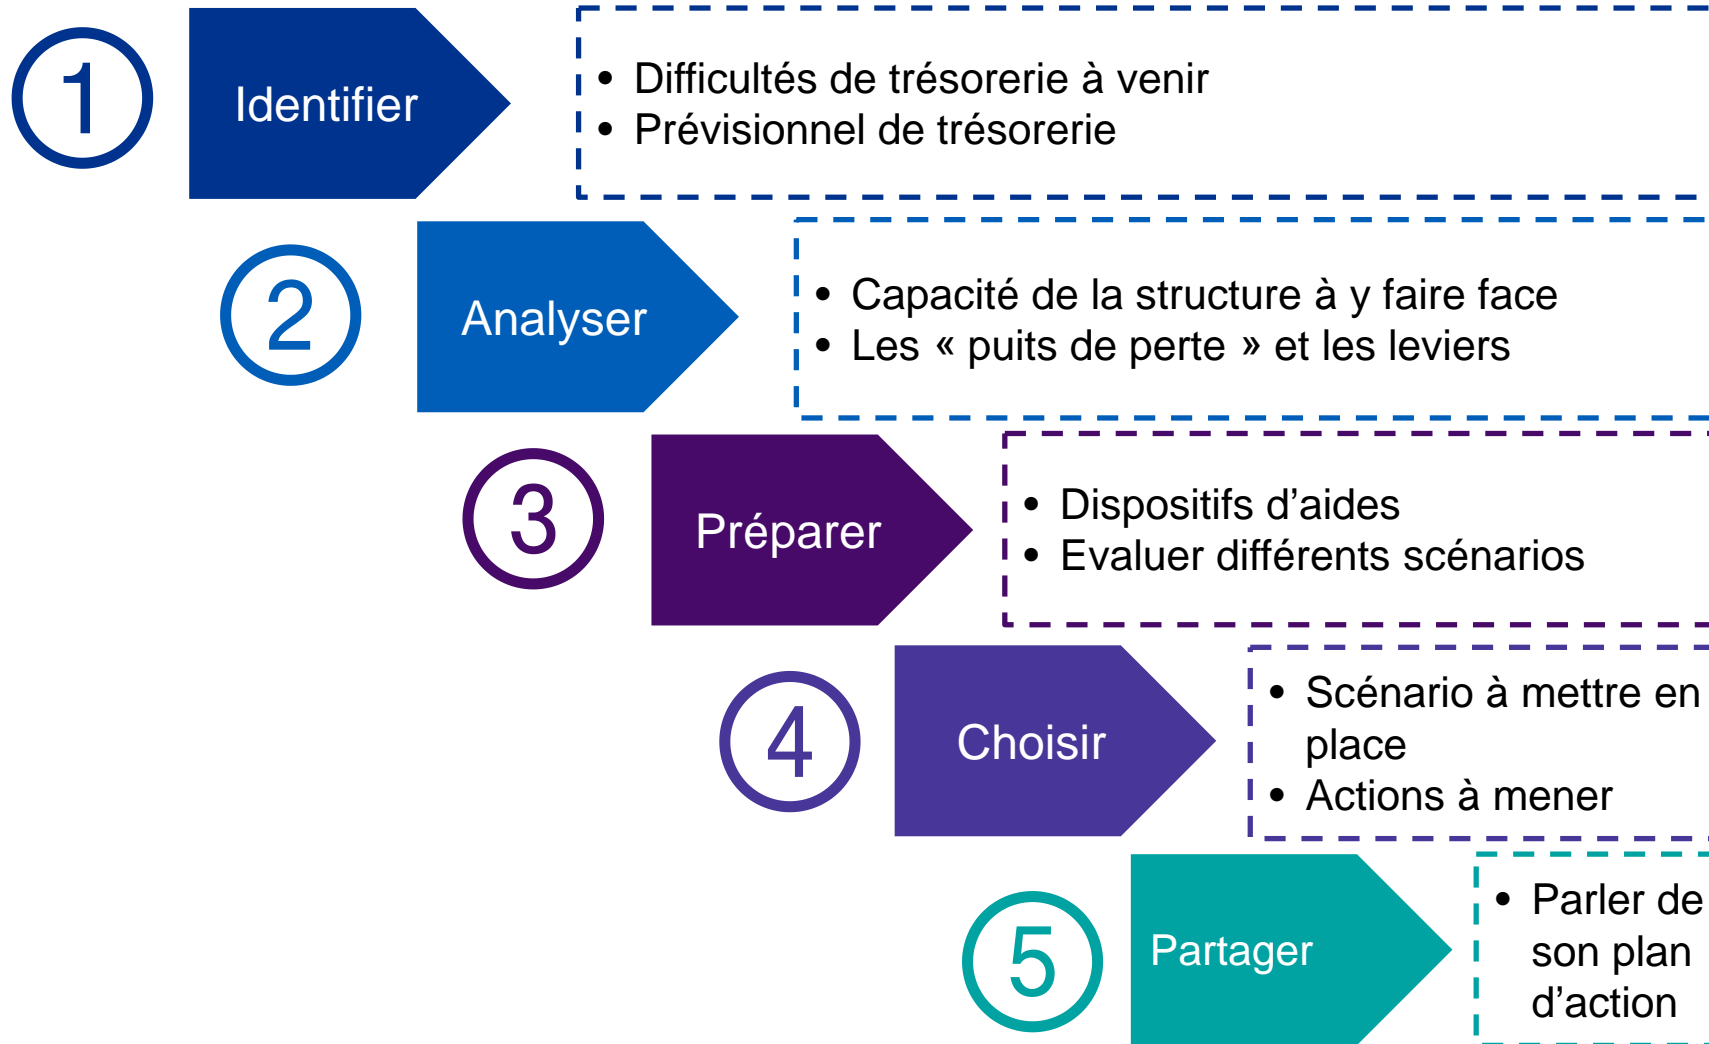 1
Identifier
• Difficultés de trésorerie à venir
• Prévisionnel de trésorerie
2
Analyser
• Capacité de la structure à y faire face
• Les « puits de perte » et les leviers
3
Préparer
• Dispositifs d’aides
• Evaluer différents scénarios
4
Choisir
• Scénario à mettre en
place
• Actions à mener
5
Partager
• Parler de
son plan
d’action